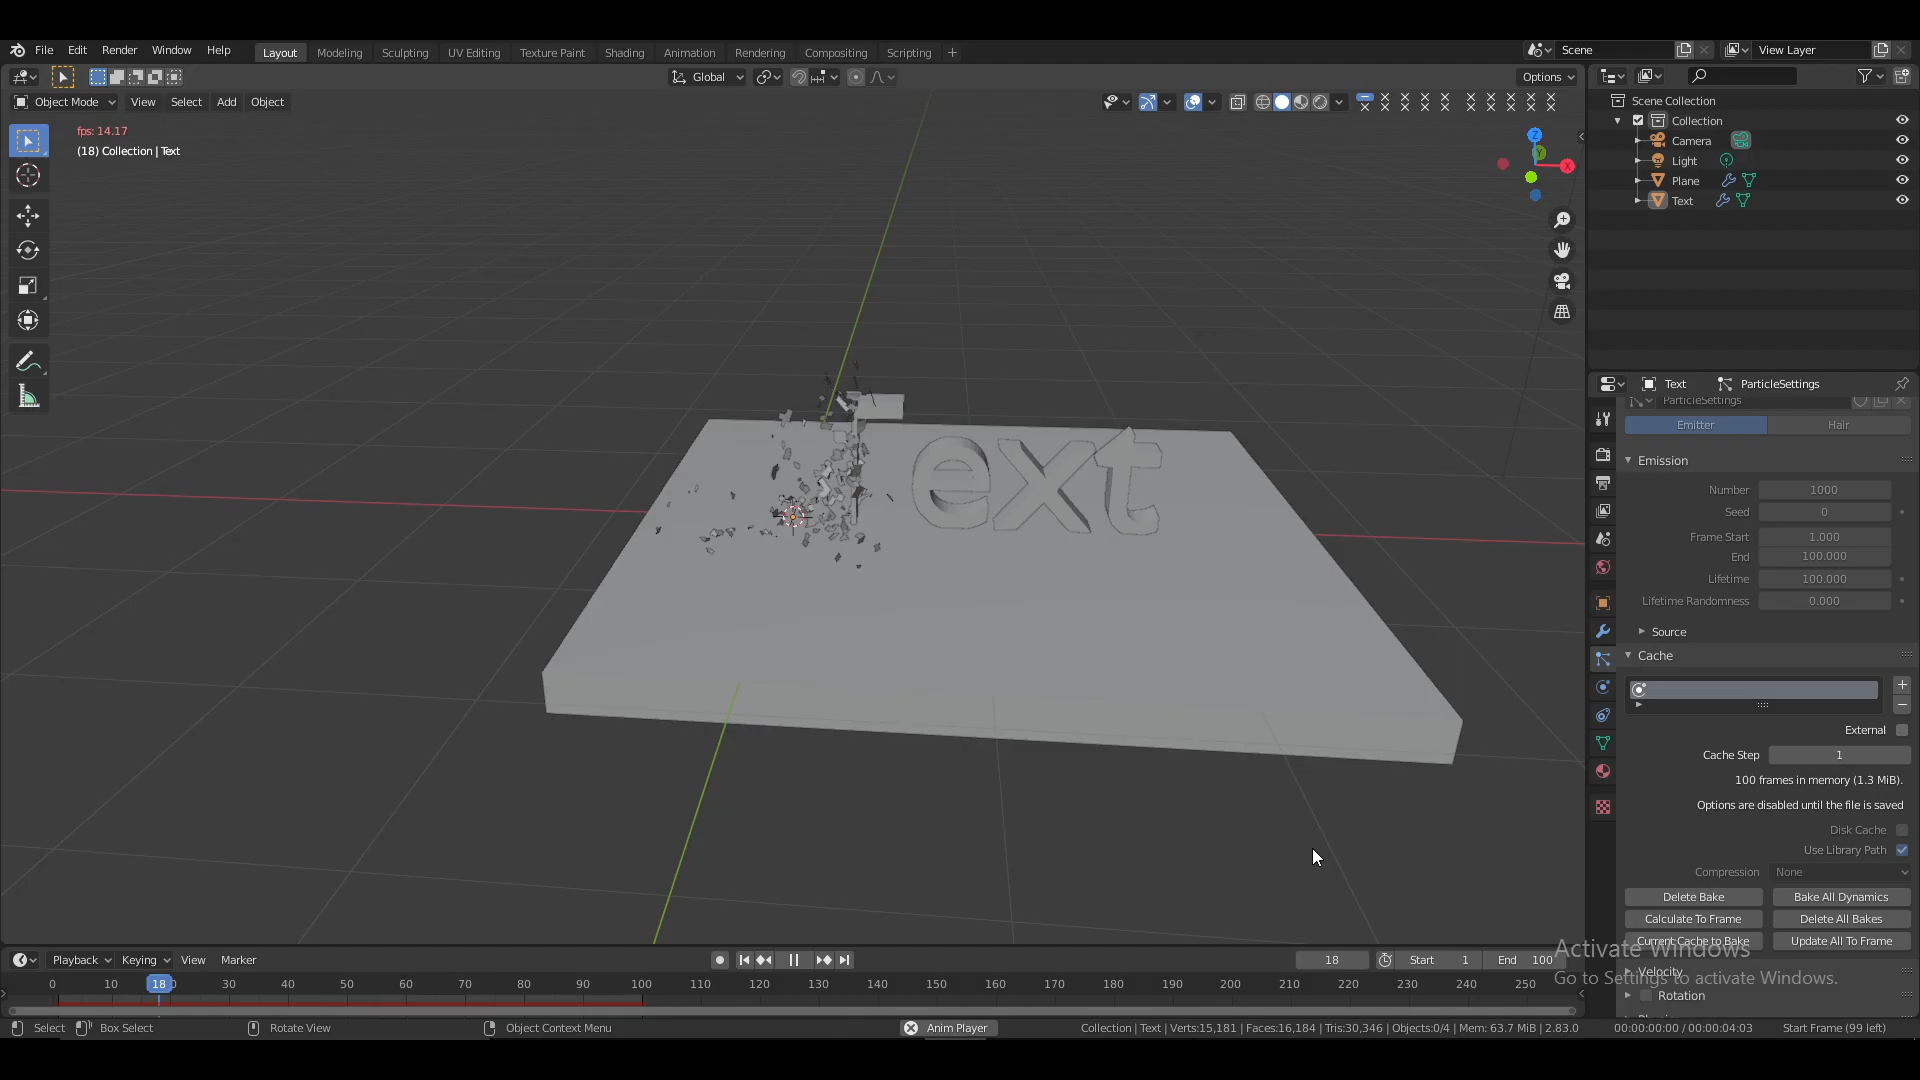 File Edit Render Window Help Layout Modeling Sculpting UV Editing Texture Paint Shading Animation Rendering Compositing Scripting Scene View Layer
Global Options
Object Mode View Select Add Object
fps: 14.17
(18) Collection | Text
Z
Y
X
ext
Scene Collection
Collection
Camera
Light
Plane
Text
Text ParticleSettings
ParticleSettings
Emitter Hair
Emission
Number 1000
Seed 0
Frame Start 1.000
End 100.000
Lifetime 100.000
Lifetime Randomness 0.000
Source
Cache
External
Cache Step 1
100 frames in memory (1.3 MiB).
Options are disabled until the file is saved
Disk Cache
Use Library Path
Compression None
Delete Bake Bake All Dynamics
Calculate To Frame Delete All Bakes
Current Cache to Bake Update All To Frame
Activate Windows
Velocity
Go to Settings to activate Windows.
Rotation
Playback Keying View Marker 18 Start 1 End 100
0 10 18 30 40 50 60 70 80 90 100 110 120 130 140 150 160 170 180 190 200 210 220 230 240 250
Select Box Select Rotate View Object Context Menu Anim Player Collection | Text | Verts:15,181 | Faces:16,184 | Tris:30,346 | Objects:0/4 | Mem: 63.7 MiB | 2.83.0 00:00:00:00 / 00:00:04:03 Start Frame (99 left)